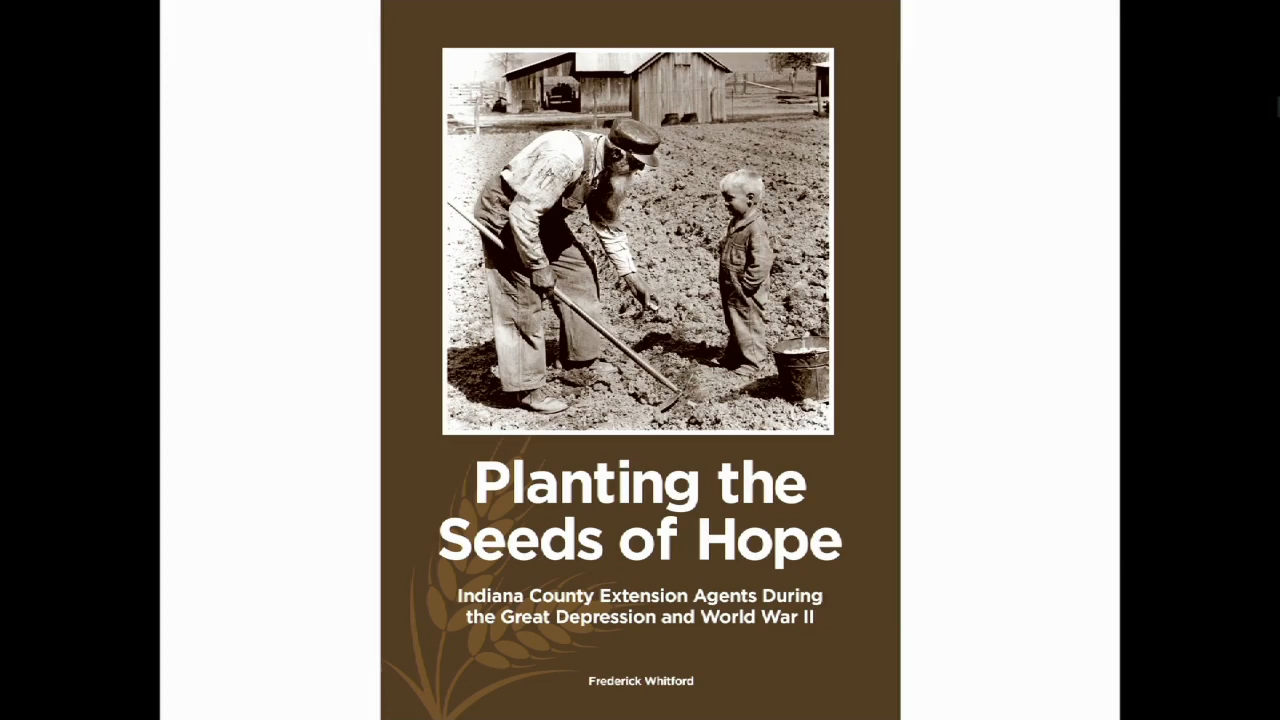 Planting the
Seeds of Hope
Indiana County Extension Agents During
the Great Depression and World War II
Frederick Whitford